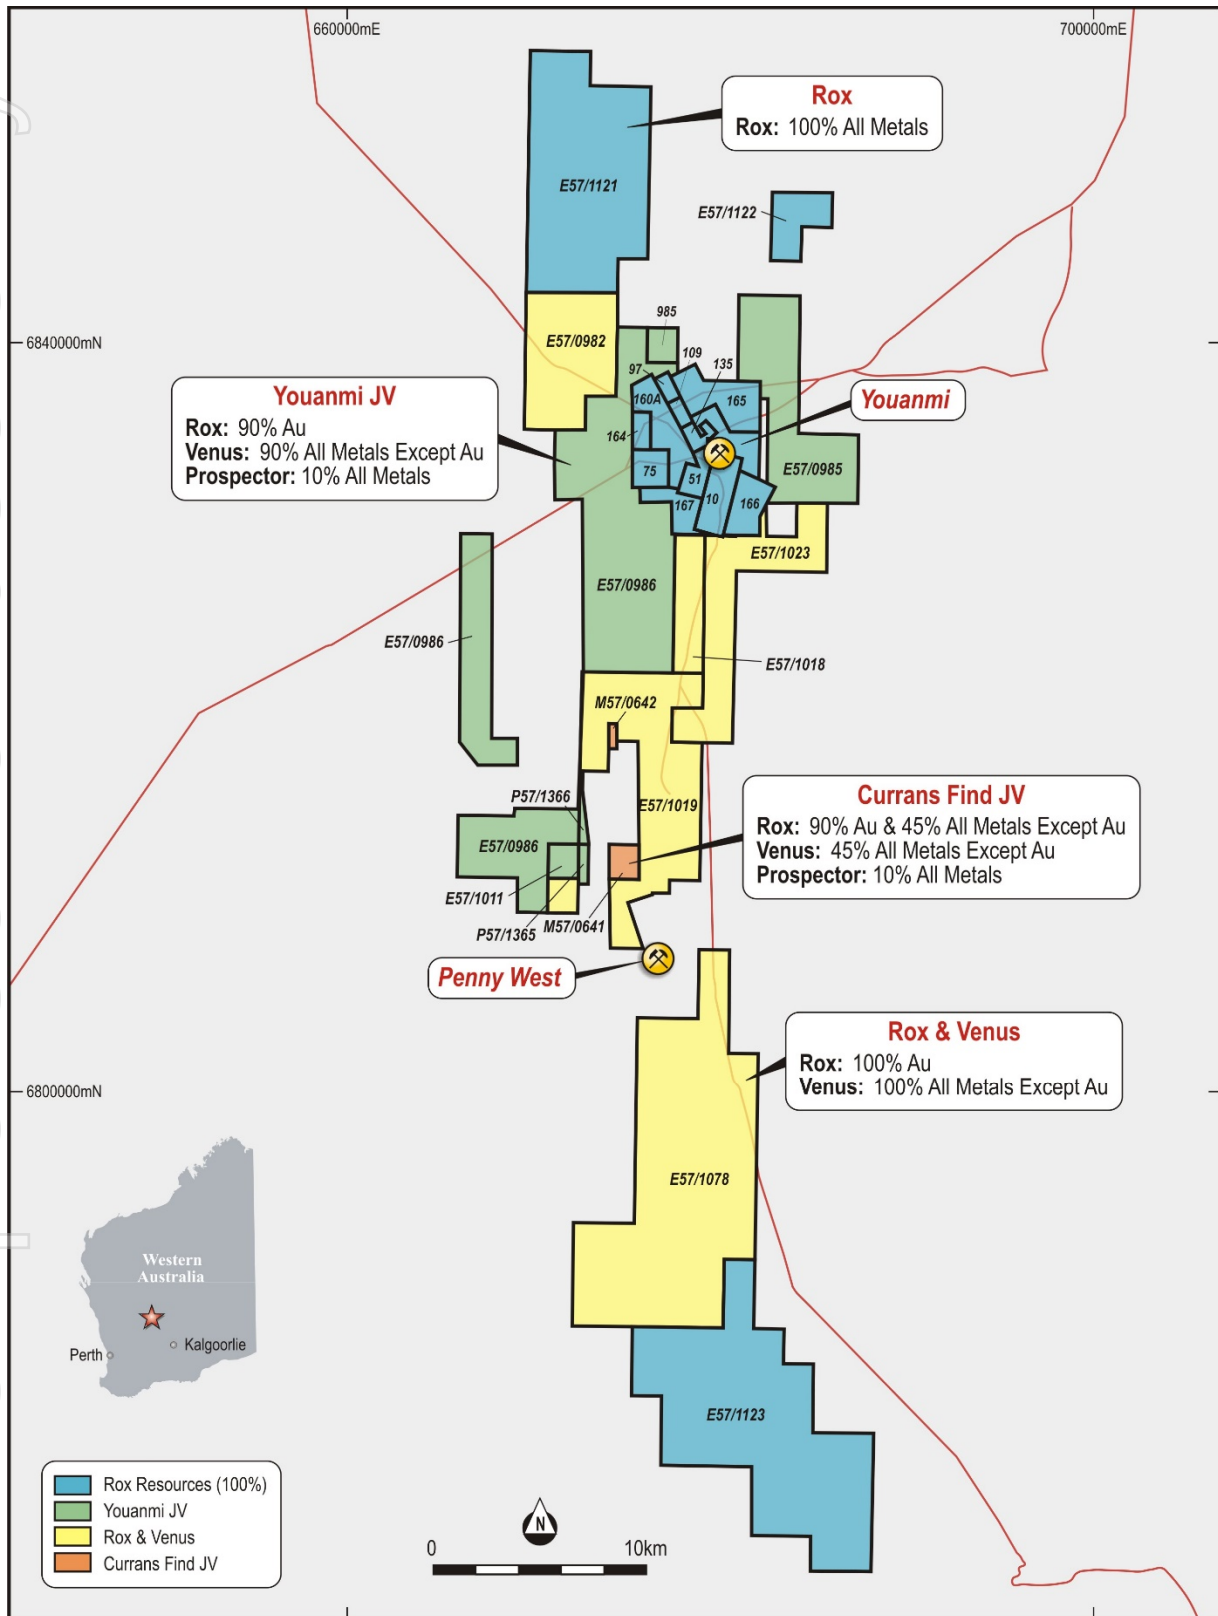 660000mE
700000mE
Rox
Rox: 100% All Metals
E57/1121
E57/1122
985
6840000mN
E57/0982
109
97
135
160A
165
Youanmi JV
Rox: 90% Au
Venus: 90% All Metals Except Au
Prospector: 10% All Metals
Youanmi
164
75
51
10
E57/0985
167
166
E57/1023
E57/0986
E57/0986
E57/1018
M57/0642
P57/1366
E57/1019
Currans Find JV
Rox: 90% Au & 45% All Metals Except Au
Venus: 45% All Metals Except Au
Prospector: 10% All Metals
E57/0986
E57/1011
M57/0641
P57/1365
Penny West
Rox & Venus
Rox: 100% Au
Venus: 100% All Metals Except Au
6800000mN
E57/1078
Western
Australia
Kalgoorlie
Perth
E57/1123
Rox Resources (100%)
Youanmi JV
Rox & Venus
Currans Find JV
N
0 10km